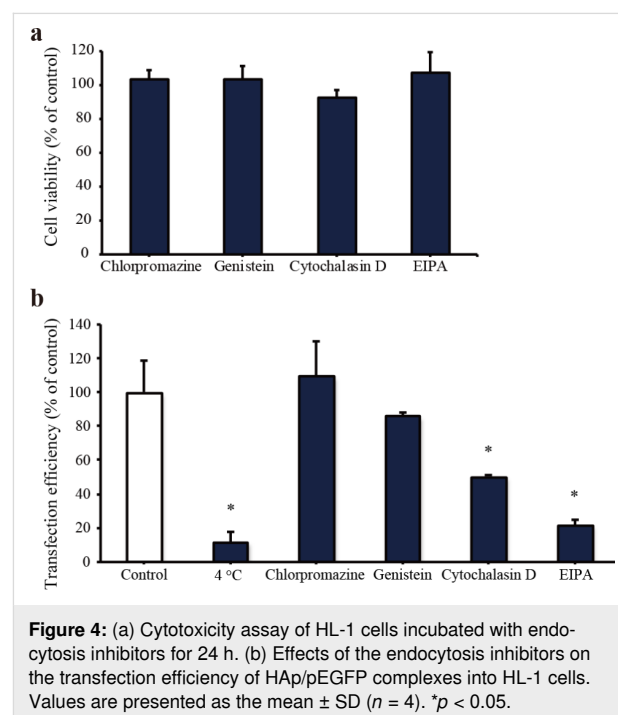 a
Cell viability (% of control)
120
100
80
60
40
20
0
Chlorpromazine Genistein Cytochalasin D EIPA
b
Transfection efficiency (% of control)
140
120
100
80
60
40
20
0
*
*
*
Control 4 °C Chlorpromazine Genistein Cytochalasin D EIPA
Figure 4: (a) Cytotoxicity assay of HL-1 cells incubated with endo-
cytosis inhibitors for 24 h. (b) Effects of the endocytosis inhibitors on
the transfection efficiency of HAp/pEGFP complexes into HL-1 cells.
Values are presented as the mean ± SD (n = 4). *p < 0.05.